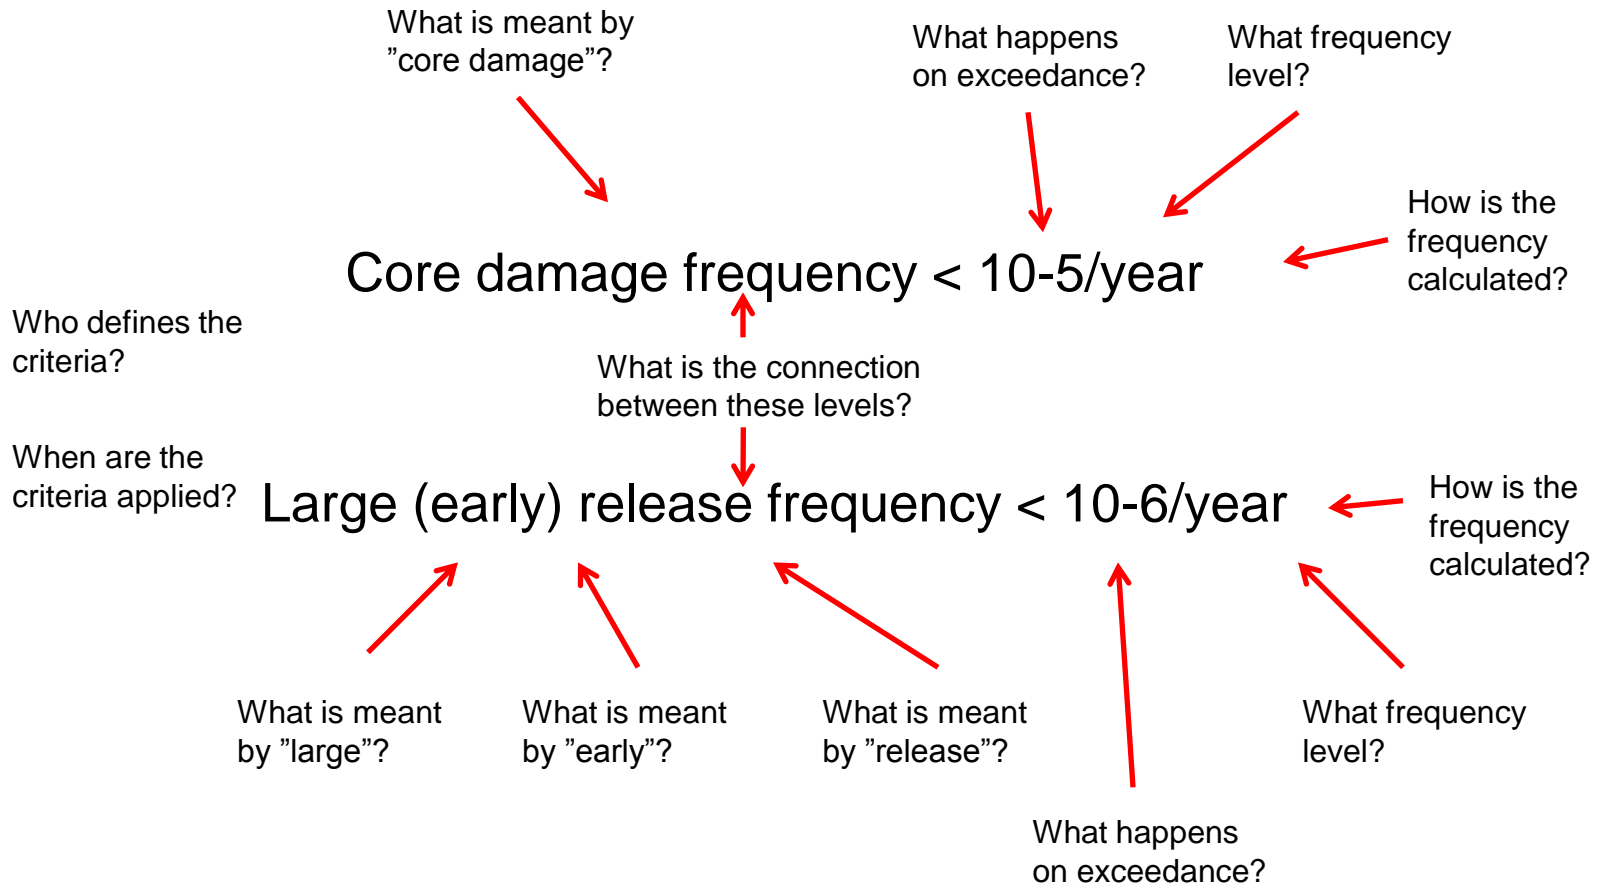 What is meant by
”core damage”?
What happens
on exceedance?
What frequency
level?
How is the
frequency
calculated?
Core damage frequency < 10-5/year
Who defines the
criteria?
What is the connection
between these levels?
When are the
criteria applied?
Large (early) release frequency < 10-6/year
How is the
frequency
calculated?
What is meant
by ”large”?
What is meant
by ”early”?
What is meant
by ”release”?
What frequency
level?
What happens
on exceedance?